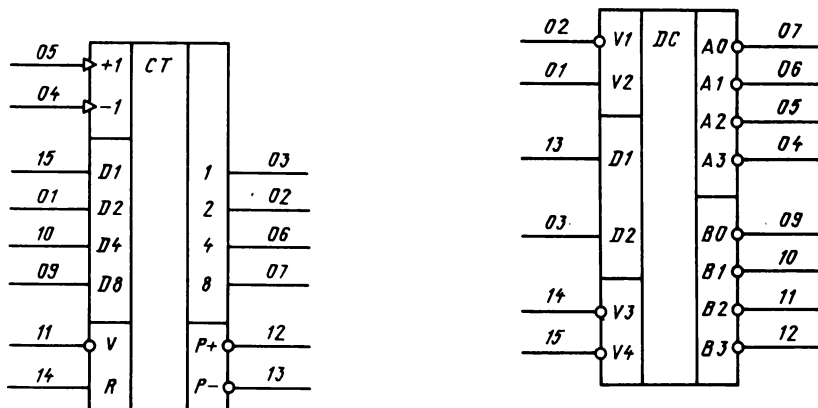 05 +1 CT
04 -1
15 D1 1 03
01 D2 2 02
10 D4 4 06
09 D8 8 07
11 V P+ 12
14 R P- 13
02 V1 DC A0 07
01 V2 A1 06
A2 05
13 D1 A3 04
03 D2 B0 09
B1 10
14 V3 B2 11
15 V4 B3 12